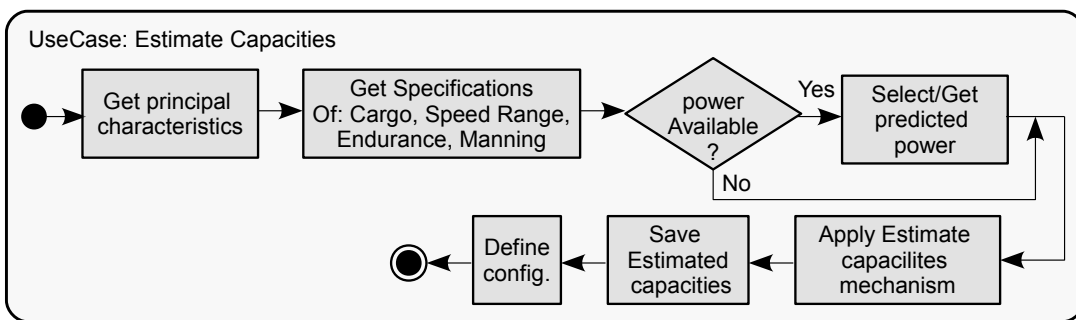 UseCase: Estimate Capacities
Get principal
characteristics
Get Specifications
Of: Cargo, Speed Range,
Endurance, Manning
power
Available
?
Yes
No
Select/Get
predicted
power
Apply Estimate
capacilites
mechanism
Save
Estimated
capacities
Define
config.